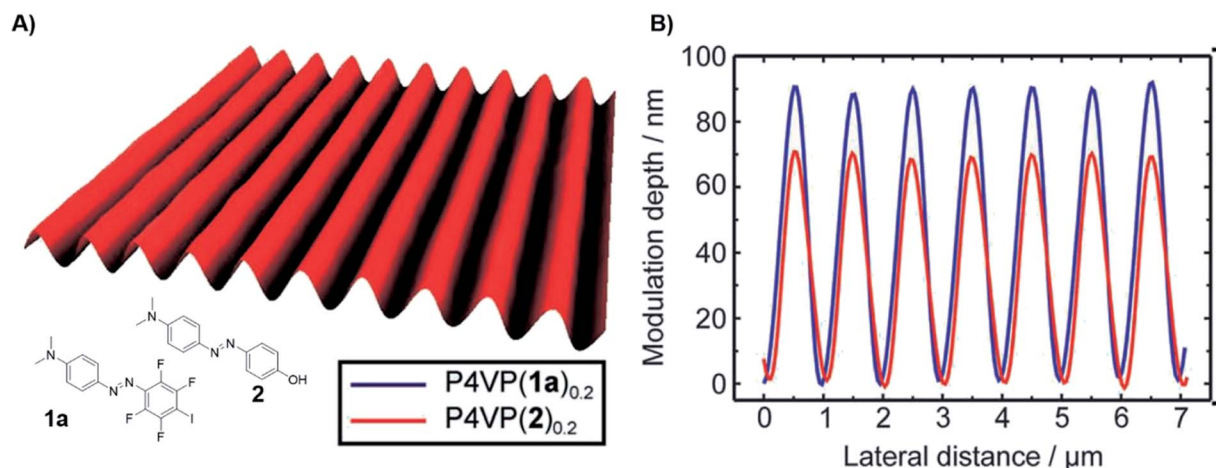 A)
N
N
N
2
OH
N
1a
N
N
F
F
F
F
I
P4VP(1a)0.2
P4VP(2)0.2
B)
Modulation depth / nm
100
80
60
40
20
0
0 1 2 3 4 5 6 7
Lateral distance / µm